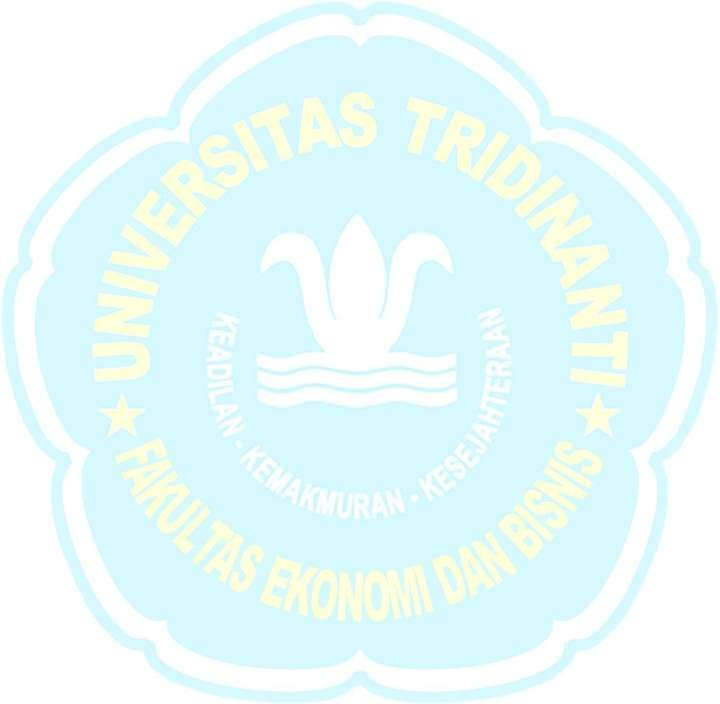 UNIVERSITAS TRIDINANTI
KEADILAN - KEMAKMURAN - KESEJAHTERAAN
FAKULTAS EKONOMI DAN BISNIS